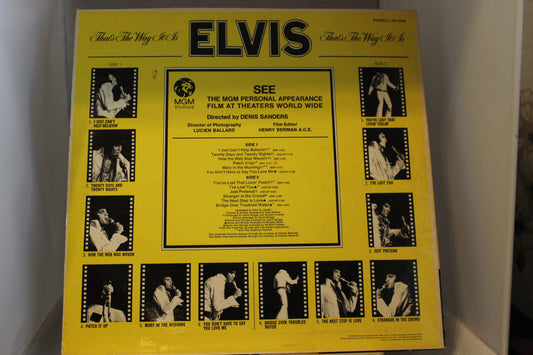 STEREO LSP-4445
That's The Way It Is
ELVIS
That's The Way It Is
SIDE 1
SIDE 2
MGM
STUDIOS
SEE
THE MGM PERSONAL APPEARANCE
FILM AT THEATERS WORLD WIDE
Directed by DENIS SANDERS
Director of Photography
LUCIEN BALLARD
Film Editor
HENRY BERMAN A.C.E.
SIDE 1
I Just Can't Help Believin'
Twenty Days and Twenty Nights
How the Web Was Woven
Patch It Up
Mary in the Morning
You Don't Have to Say You Love Me
SIDE 2
You've Lost That Lovin' Feelin'
I've Lost You
Just Pretend
Stranger in the Crowd
The Next Step Is Love
Bridge Over Troubled Water
1. I JUST CAN'T
HELP BELIEVIN'
2. TWENTY DAYS AND
TWENTY NIGHTS
3. HOW THE WEB WAS WOVEN
4. PATCH IT UP
5. MARY IN THE MORNING
6. YOU DON'T HAVE TO SAY
YOU LOVE ME
6. BRIDGE OVER TROUBLED
WATER
5. THE NEXT STEP IS LOVE
4. STRANGER IN THE CROWD
3. JUST PRETEND
2. I'VE LOST YOU
1. YOU'VE LOST THAT
LOVIN' FEELIN'